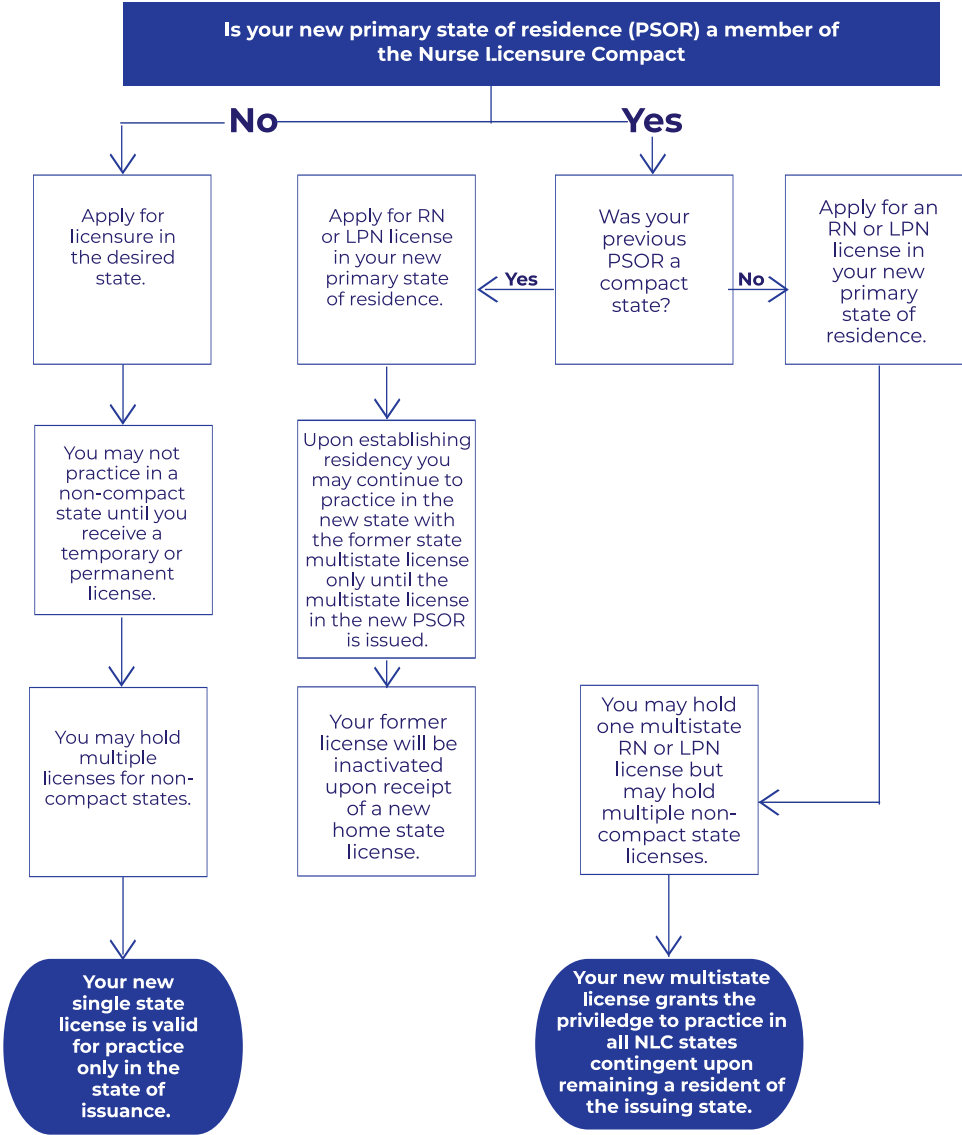 Is your new primary state of residence (PSOR) a member of
the Nurse Licensure Compact
No
Yes
Apply for
licensure in
the desired
state.
Apply for RN
or LPN license
in your new
primary state
of residence.
Yes
Was your
previous
PSOR a
compact
state?
No
Apply for an
RN or LPN
license in
your new
primary
state of
residence.
You may not
practice in a
non-compact
state until you
receive a
temporary or
permanent
license.
Upon establishing
residency you
may continue to
practice in the
new state with
the former state
multistate license
only until the
multistate license
in the new PSOR
is issued.
You may hold
multiple
licenses for non-
compact states.
Your former
license will be
inactivated
upon receipt
of a new
home state
license.
You may hold
one multistate
RN or LPN
license but
may hold
multiple non-
compact state
licenses.
Your new
single state
license is valid
for practice
only in the
state of
issuance.
Your new multistate
license grants the
priviledge to practice in
all NLC states
contingent upon
remaining a resident of
the issuing state.